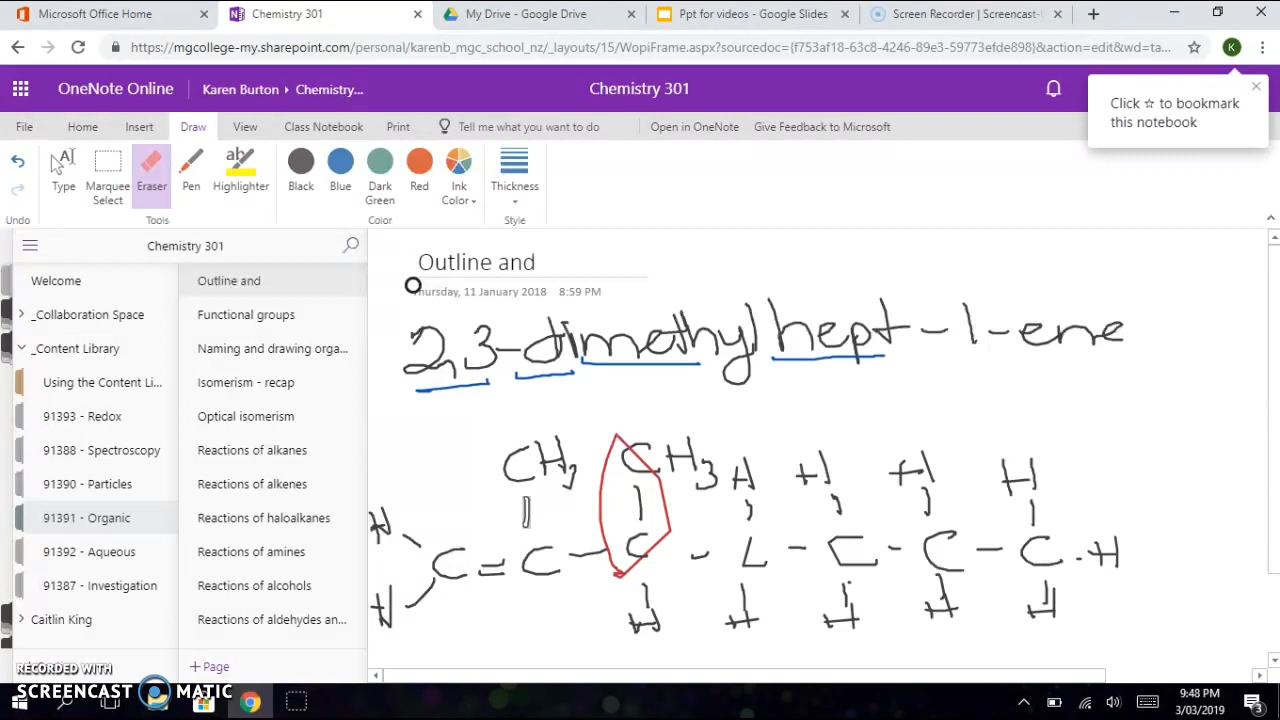 Microsoft Office Home
Chemistry 301
My Drive - Google Drive
Ppt for videos - Google Slides
Screen Recorder | Screencast-
https://mgcollege-my.sharepoint.com/personal/karenb_mgc_school_nz/_layouts/15/WopiFrame.aspx?sourcedoc={f753af18-63c8-4246-89e3-59773efde898}&action=edit&wd=ta...
K
OneNote Online
Karen Burton › Chemistry...
Chemistry 301
Click ☆ to bookmark
this notebook
File Home Insert Draw View Class Notebook Print Tell me what you want to do Open in OneNote Give Feedback to Microsoft
Type Marquee Select Eraser Pen Highlighter Black Blue Dark Green Red Ink Color Thickness
Undo Tools Color Style
Chemistry 301
Welcome
_Collaboration Space
_Content Library
Using the Content Li...
91393 - Redox
91388 - Spectroscopy
91390 - Particles
91391 - Organic
91392 - Aqueous
91387 - Investigation
Caitlin King
Outline and
Functional groups
Naming and drawing orga...
Isomerism - recap
Optical isomerism
Reactions of alkanes
Reactions of alkenes
Reactions of haloalkanes
Reactions of amines
Reactions of alcohols
Reactions of aldehydes an...
+ Page
Outline and
hursday, 11 January 2018 8:59 PM
2,3-dimethylhept-1-ene
CH3 CH3 H H H H
H
C = C - C - C - C - C - C - H
H
H H H H H
RECORDED WITH
SCREENCAST MATIC
9:48 PM
3/03/2019
3